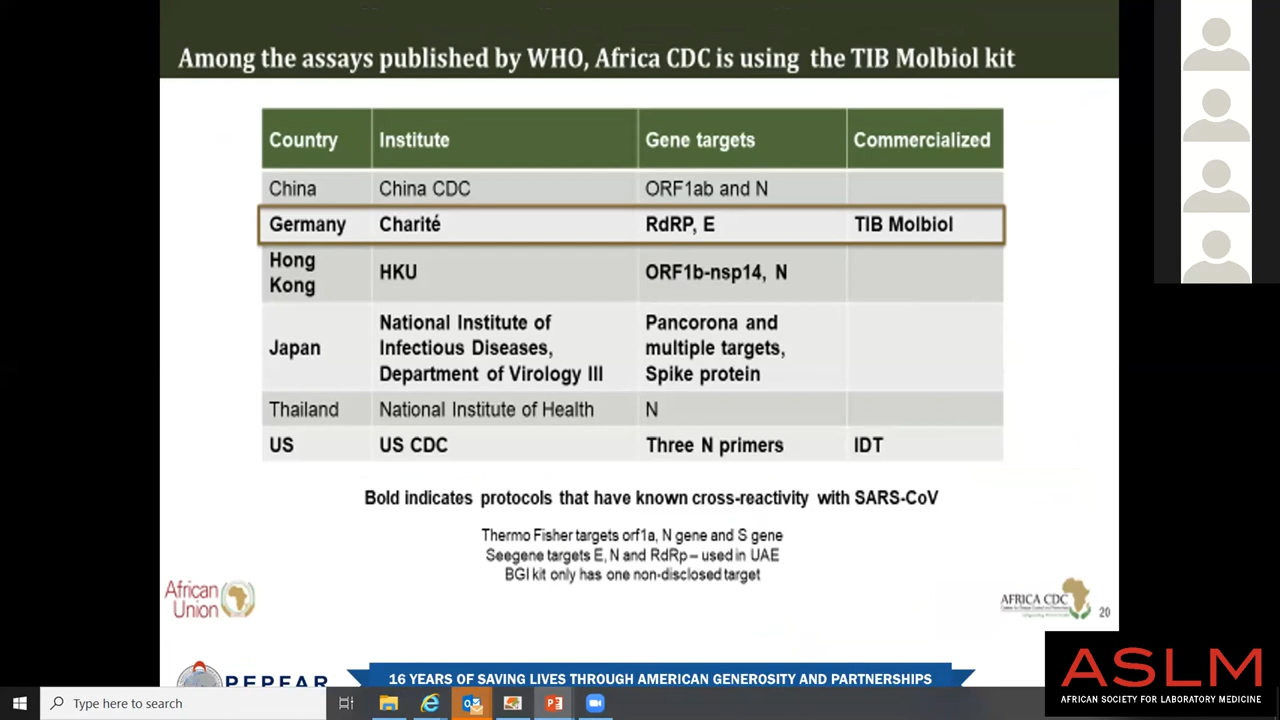 Among the assays published by WHO, Africa CDC is using the TIB Molbiol kit
Country Institute Gene targets Commercialized
China China CDC ORF1ab and N
Germany Charité RdRP, E TIB Molbiol
Hong Kong HKU ORF1b-nsp14, N
Japan National Institute of Infectious Diseases, Department of Virology III Pancorona and multiple targets, Spike protein
Thailand National Institute of Health N
US US CDC Three N primers IDT
Bold indicates protocols that have known cross-reactivity with SARS-CoV
Thermo Fisher targets orf1a, N gene and S gene
Seegene targets E, N and RdRp – used in UAE
BGI kit only has one non-disclosed target
African
Union
AFRICA CDC
20
PEPFAR
16 YEARS OF SAVING LIVES THROUGH AMERICAN GENEROSITY AND PARTNERSHIPS
ASLM
AFRICAN SOCIETY FOR LABORATORY MEDICINE
Type here to search